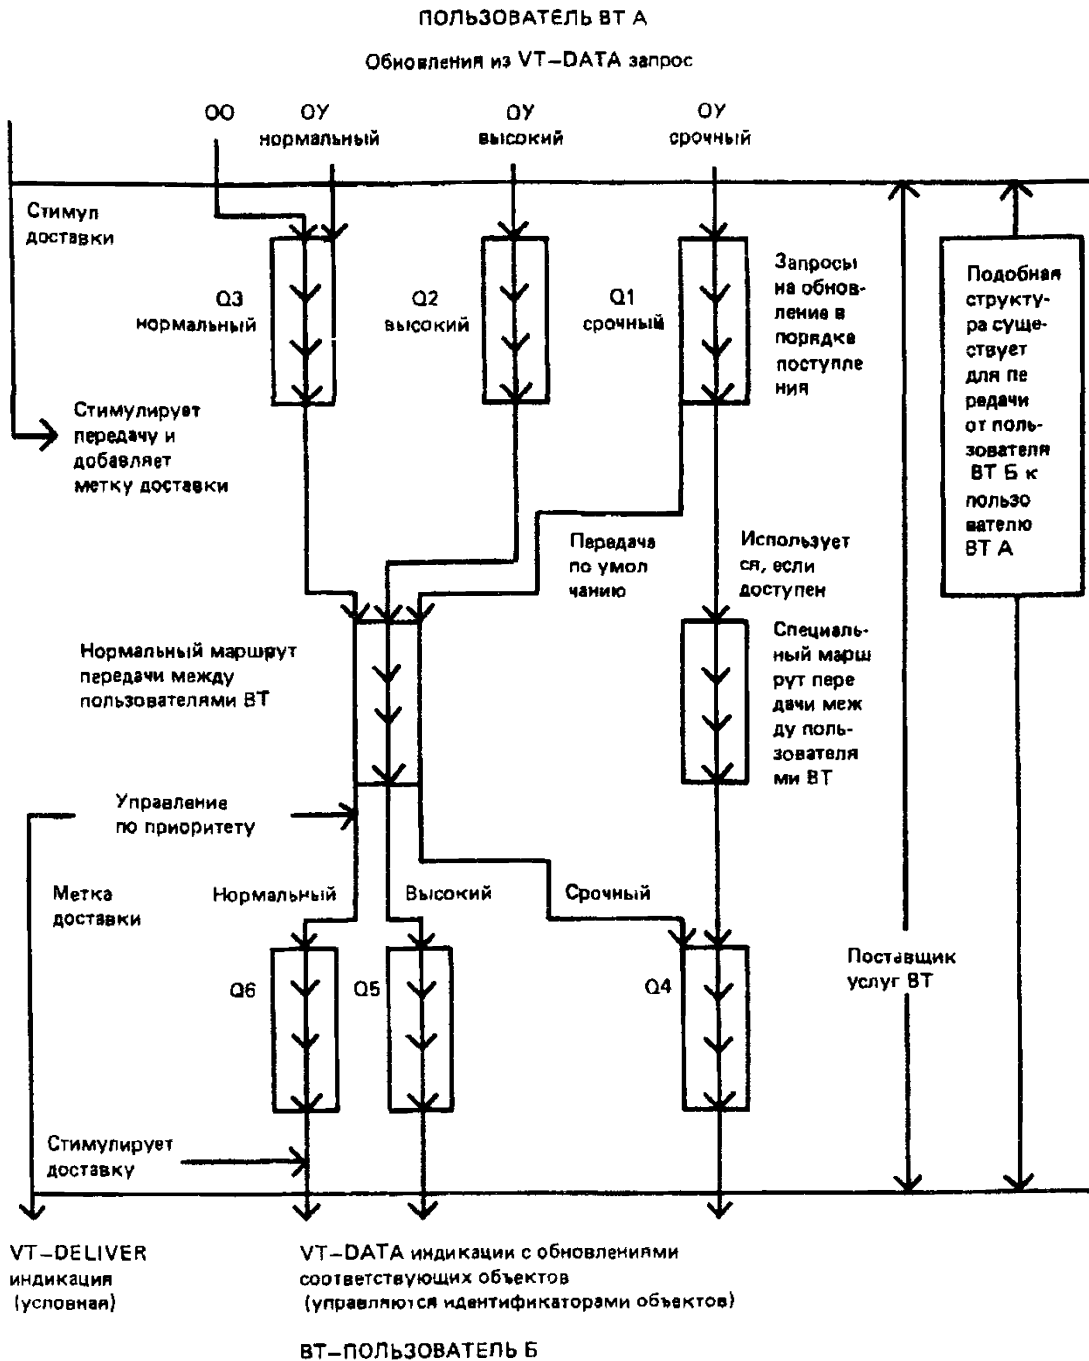 ПОЛЬЗОВАТЕЛЬ ВТ А
Обновления из VT–DATA запрос
ОО
ОУ
нормальный
ОУ
высокий
ОУ
срочный
Стимул
доставки
Q3
нормальный
Q2
высокий
Q1
срочный
Запросы
на обнов-
ление в
порядке
поступле
ния
Подобная
структу-
ра суще-
ствует
для пе
редачи
от поль-
зователя
ВТ Б к
пользо
вателю
ВТ А
Стимулирует
передачу и
добавляет
метку доставки
Передача
по умол
чанию
Использует
ся, если
доступен
Нормальный маршрут
передачи между
пользователями ВТ
Специаль-
ный марш
рут пере
дачи меж
ду поль-
зователя
ми ВТ
Управление
по приоритету
Метка
доставки
Нормальный
Высокий
Срочный
Q6
Q5
Q4
Поставщик
услуг ВТ
Стимулирует
доставку
VT–DELIVER
индикация
(условная)
VT–DATA индикации с обновлениями
соответствующих объектов
(управляются идентификаторами объектов)
ВТ–ПОЛЬЗОВАТЕЛЬ Б